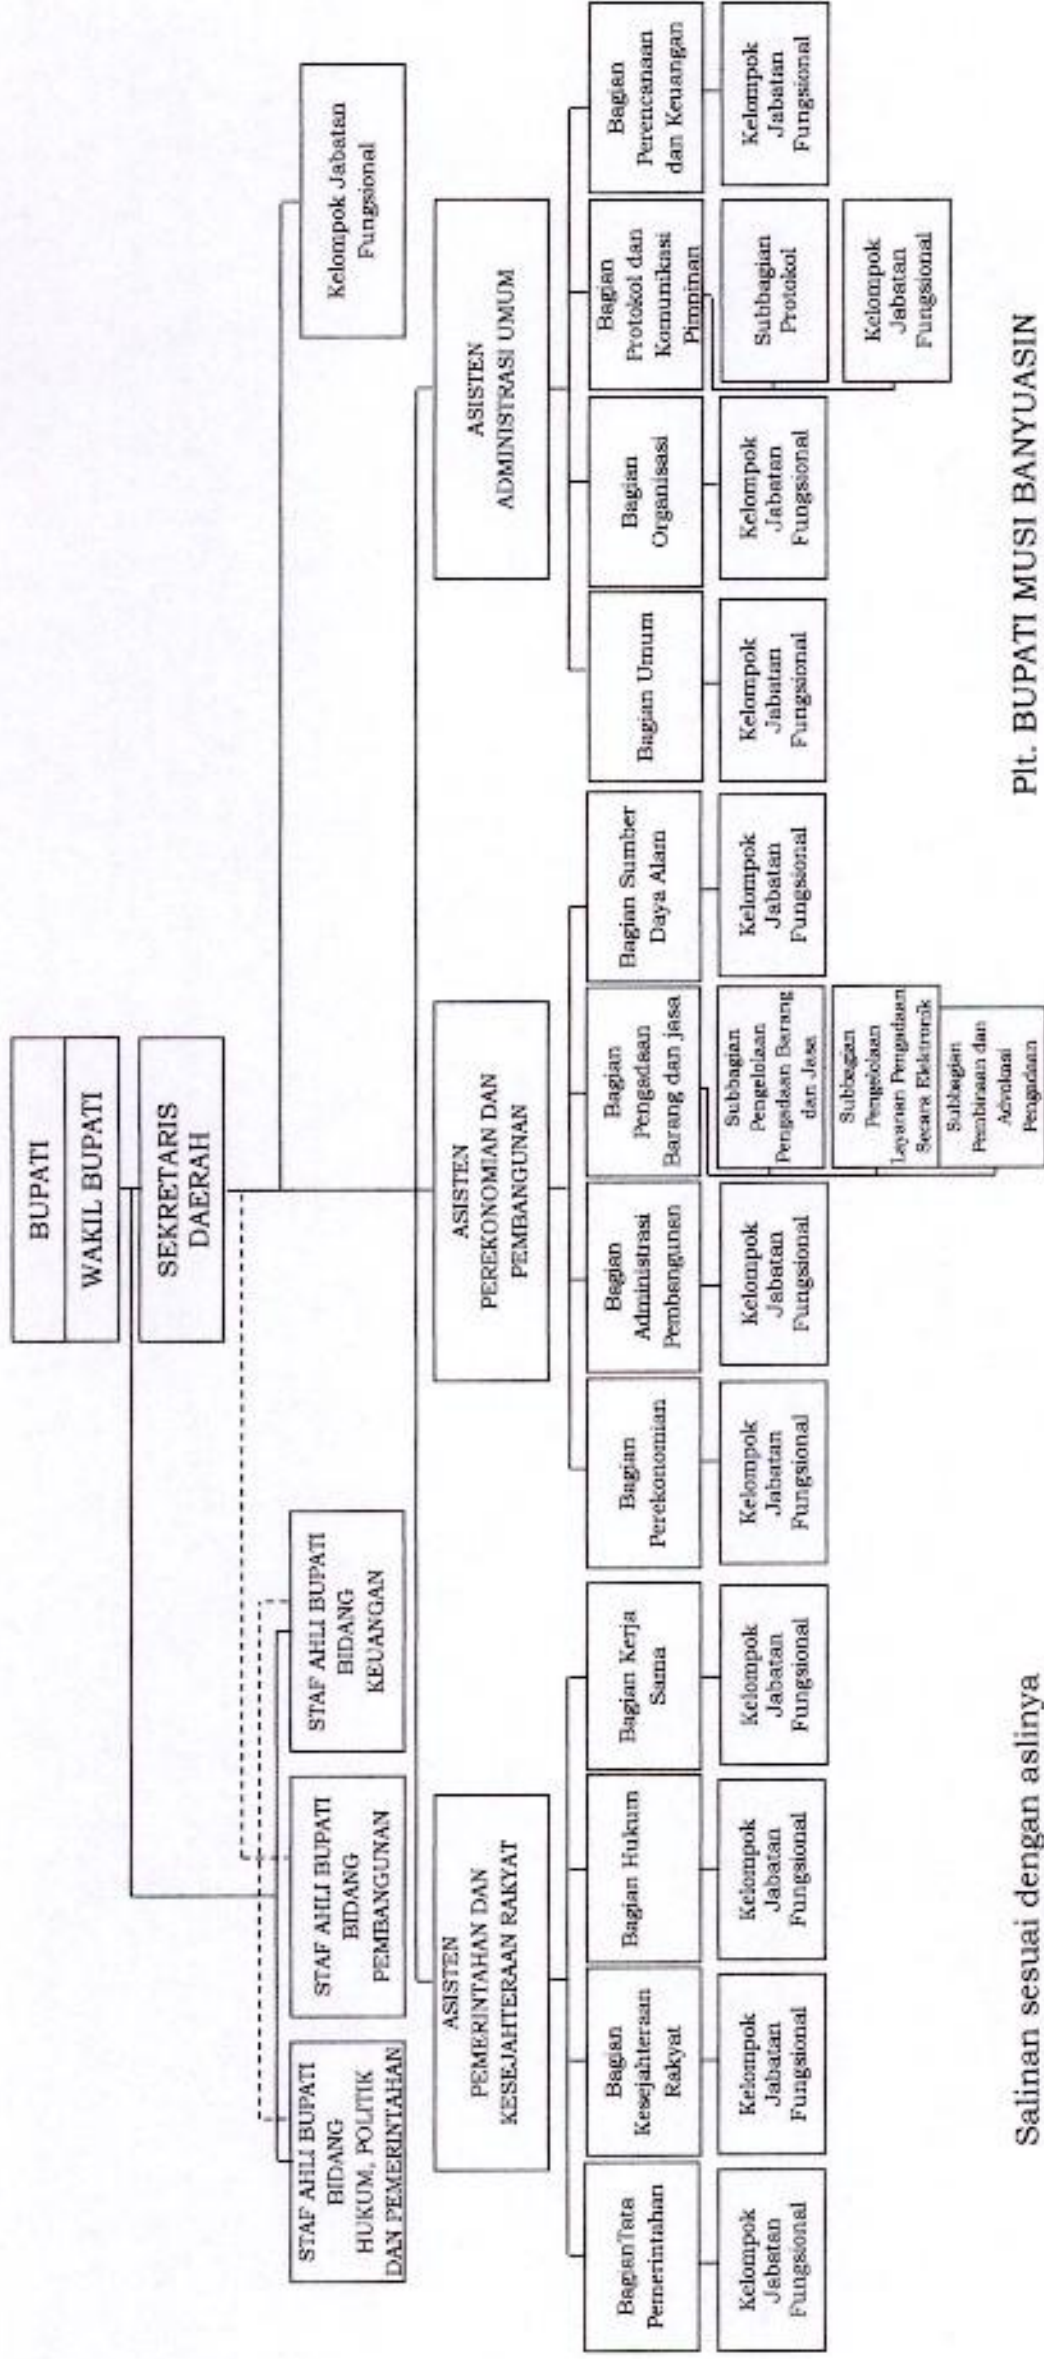 BUPATI
WAKIL BUPATI
SEKRETARIS
DAERAH
STAF AHLI BUPATI
BIDANG
HUKUM, POLITIK
DAN PEMERINTAHAN
STAF AHLI BUPATI
BIDANG
PEMBANGUNAN
STAF AHLI BUPATI
BIDANG
KEUANGAN
Kelompok Jabatan
Fungsional
ASISTEN
PEMERINTAHAN DAN
KESEJAHTERAAN RAKYAT
ASISTEN
PEREKONOMIAN DAN
PEMBANGUNAN
ASISTEN
ADMINISTRASI UMUM
BagianTata
Pemerintahan
Bagian
Kesejahteraan
Rakyat
Bagian Hukum
Bagian Kerja
Sama
Bagian
Perekonomian
Bagian
Administrasi
Pembangunan
Bagian
Pengadaan
Barang dan jasa
Bagian Sumber
Daya Alam
Bagian Umum
Bagian
Organisasi
Bagian
Protokol dan
Komunikasi
Pimpinan
Bagian
Perencanaan
dan Keuangan
Kelompok
Jabatan
Fungsional
Kelompok
Jabatan
Fungsional
Kelompok
Jabatan
Fungsional
Kelompok
Jabatan
Fungsional
Kelompok
Jabatan
Fungsional
Kelompok
Jabatan
Fungsional
Subbagian
Pengelolaan
Pengadaan Barang
dan Jasa
Subbagian
Pengelolaan
Layanan Pengadaan
Secara Elektronik
Subbagian
Pembinaan dan
Advokasi
Pengadaan
Kelompok
Jabatan
Fungsional
Kelompok
Jabatan
Fungsional
Kelompok
Jabatan
Fungsional
Subbagian
Protokol
Kelompok
Jabatan
Fungsional
Kelompok
Jabatan
Fungsional
Salinan sesuai dengan aslinya
Plt. BUPATI MUSI BANYUASIN